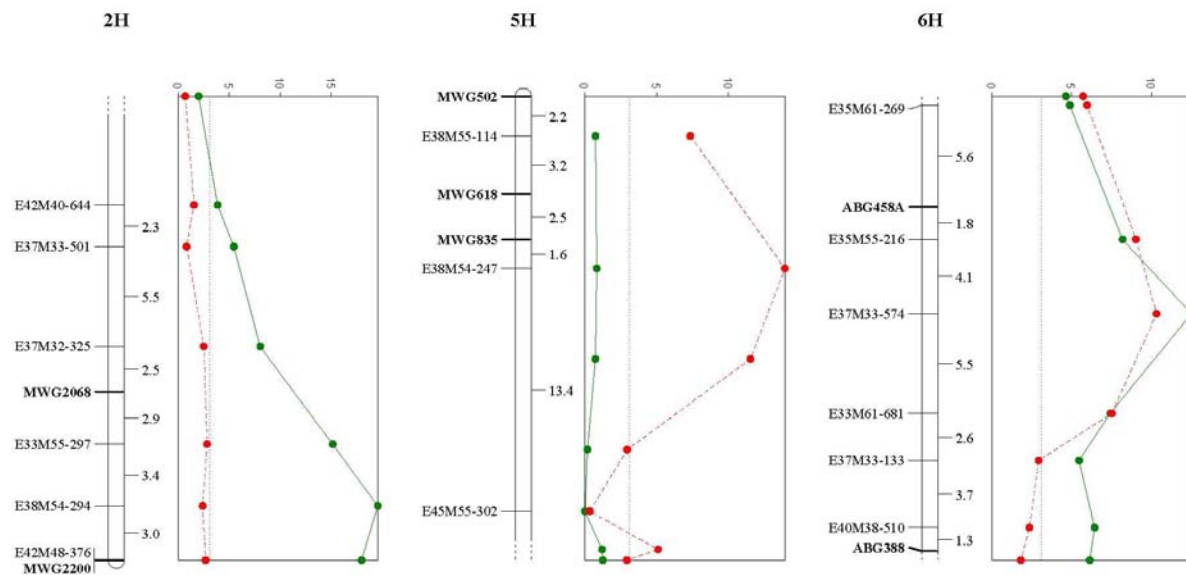 2H
5H
6H
0
5
10
15
E42M40-644
2.3
E37M33-501
5.5
E37M32-325
2.5
MWG2068
2.9
E33M55-297
3.4
E38M54-294
3.0
E42M48-376
MWG2200
0
5
10
MWG502
2.2
E38M55-114
3.2
MWG618
2.5
MWG835
1.6
E38M54-247
13.4
E45M55-302
0
5
10
E35M61-269
5.6
ABG458A
1.8
E35M55-216
4.1
E37M33-574
5.5
E33M61-681
2.6
E37M33-133
3.7
E40M38-510
1.3
ABG388